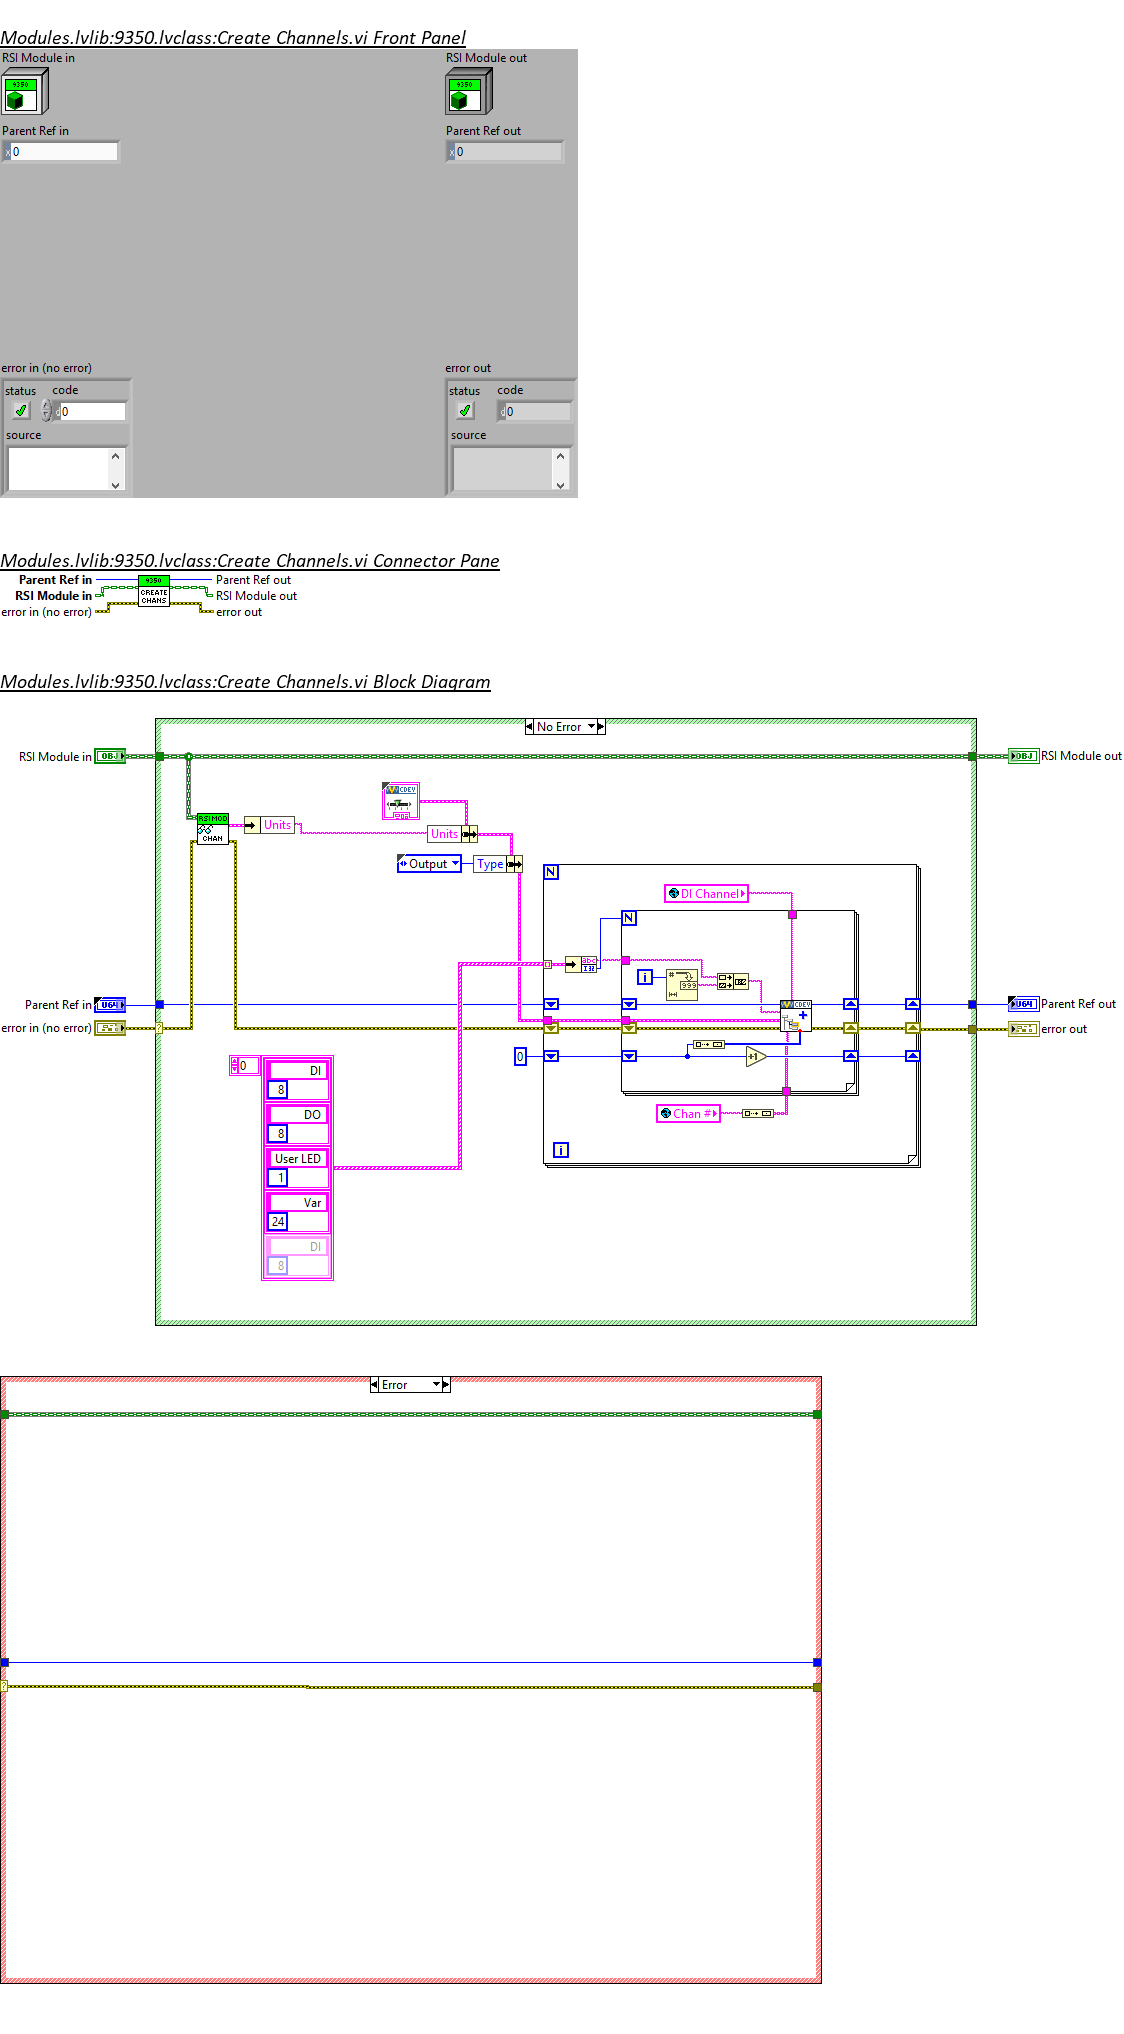 Modules.lvlib:9350.lvclass:Create Channels.vi Front Panel
RSI Module in
RSI Module out
9350
9350
Parent Ref in
Parent Ref out
x 0
x 0
error in (no error)
error out
status code
status code
d 0
d 0
source
source
Modules.lvlib:9350.lvclass:Create Channels.vi Connector Pane
Parent Ref in
9350
Parent Ref out
RSI Module in
CREATE
CHANS
RSI Module out
error in (no error)
error out
Modules.lvlib:9350.lvclass:Create Channels.vi Block Diagram
No Error
RSI Module in
OBJ
OBJ
RSI Module out
CDEV
RSI MOD
CHAN
Units
Units
Output
Type
N
DI Channel
N
abc
I32
i
#
999
CDEV
Parent Ref in
U64
U64
Parent Ref out
error in (no error)
?
error out
0
+1
0
DI
8
DO
8
User LED
1
Var
24
DI
8
Chan #
i
Error
?